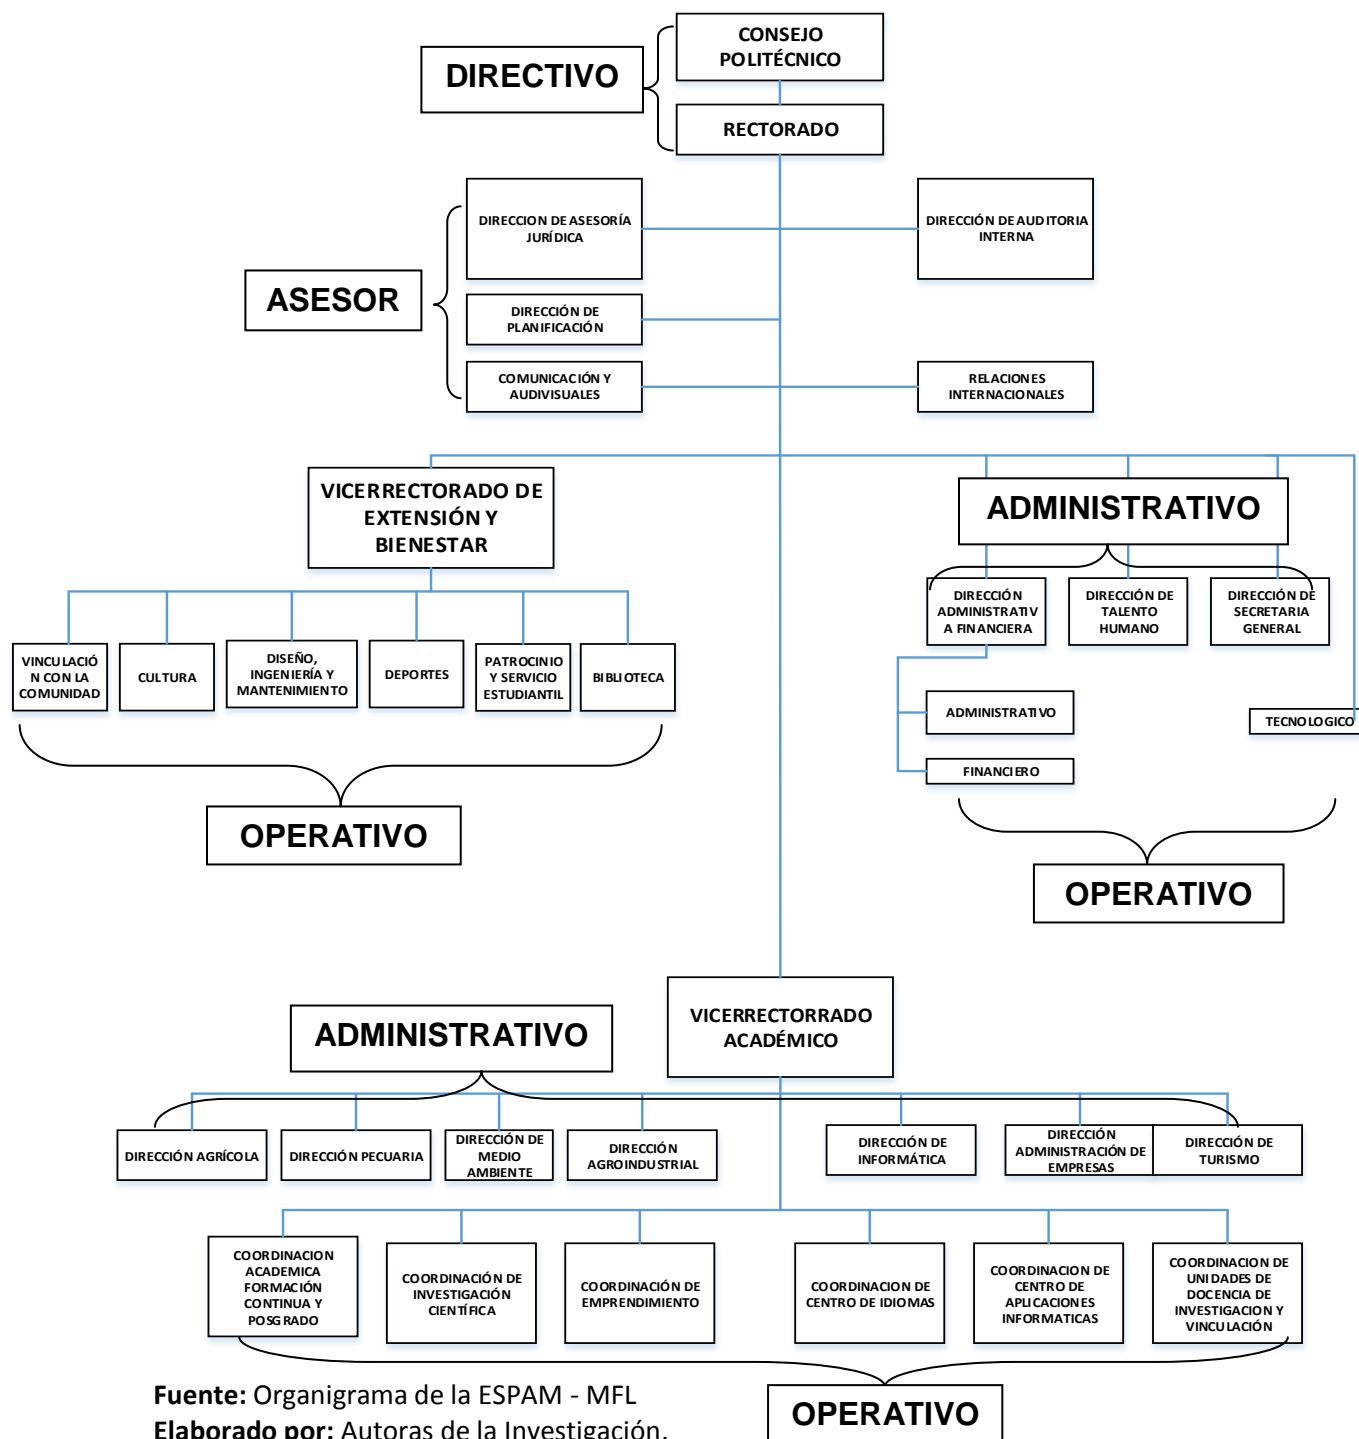 CONSEJO
POLITÉCNICO
DIRECTIVO
RECTORADO
DIRECCION DE ASESORÍA
JURÍDICA
DIRECCIÓN DE AUDITORIA
INTERNA
ASESOR
DIRECCIÓN DE
PLANIFICACIÓN
COMUNICACIÓN Y
AUDIVISUALES
RELACIONES
INTERNACIONALES
VICERRECTORADO DE
EXTENSIÓN Y
BIENESTAR
ADMINISTRATIVO
DIRECCIÓN
ADMINISTRATIV
A FINANCIERA
DIRECCIÓN DE
TALENTO
HUMANO
DIRECCIÓN DE
SECRETARIA
GENERAL
VINCULACIÓ
N CON LA
COMUNIDAD
CULTURA
DISEÑO,
INGENIERÍA Y
MANTENIMIENTO
DEPORTES
PATROCINIO
Y SERVICIO
ESTUDIANTIL
BIBLIOTECA
ADMINISTRATIVO
TECNOLOGICO
FINANCIERO
OPERATIVO
OPERATIVO
VICERRECTORRADO
ACADÉMICO
ADMINISTRATIVO
DIRECCIÓN AGRÍCOLA
DIRECCIÓN PECUARIA
DIRECCIÓN DE
MEDIO
AMBIENTE
DIRECCIÓN
AGROINDUSTRIAL
DIRECCIÓN DE
INFORMÁTICA
DIRECCIÓN
ADMINISTRACIÓN DE
EMPRESAS
DIRECCIÓN DE
TURISMO
COORDINACION
ACADEMICA
FORMACIÓN
CONTINUA Y
POSGRADO
COORDINACIÓN DE
INVESTIGACIÓN
CIENTÍFICA
COORDINACIÓN DE
EMPRENDIMIENTO
COORDINACION DE
CENTRO DE IDIOMAS
COORDINACION DE
CENTRO DE
APLICACIONES
INFORMATICAS
COORDINACION DE
UNIDADES DE
DOCENCIA DE
INVESTIGACION Y
VINCULACIÓN
Fuente: Organigrama de la ESPAM - MFL
OPERATIVO
Elaborado por: Autoras de la Investigación.